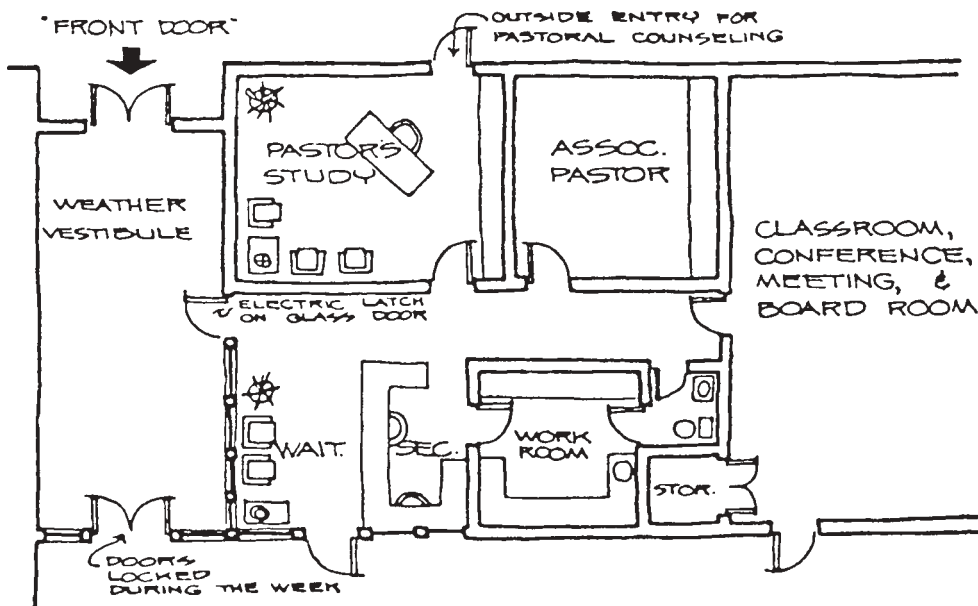 "FRONT DOOR"
OUTSIDE ENTRY FOR
PASTORAL COUNSELING
PASTOR'S
STUDY
ASSOC.
PASTOR
WEATHER
VESTIBULE
CLASSROOM,
CONFERENCE,
MEETING, &
BOARD ROOM
ELECTRIC LATCH
ON GLASS DOOR
WAIT.
SEC.
WORK
ROOM
STOR.
DOORS
LOCKED
DURING THE WEEK